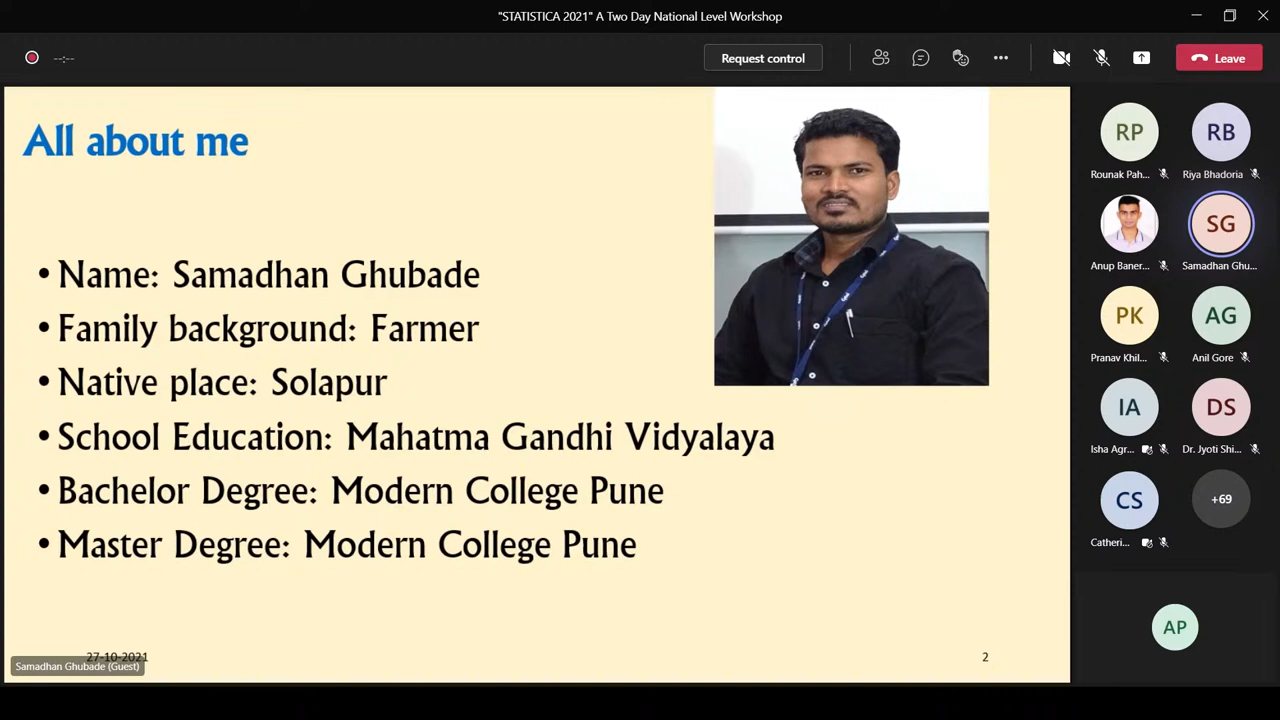 "STATISTICA 2021" A Two Day National Level Workshop
--:--
Request control
Leave
All about me
• Name: Samadhan Ghubade
• Family background: Farmer
• Native place: Solapur
• School Education: Mahatma Gandhi Vidyalaya
• Bachelor Degree: Modern College Pune
• Master Degree: Modern College Pune
27-10-2021
2
Samadhan Ghubade (Guest)
RP
RB
Rounak Pah...
Riya Bhadoria
SG
Anup Baner...
Samadhan Ghu...
PK
AG
Pranav Khil...
Anil Gore
IA
DS
Isha Agr...
Dr. Jyoti Shi...
CS
+69
Catheri...
AP